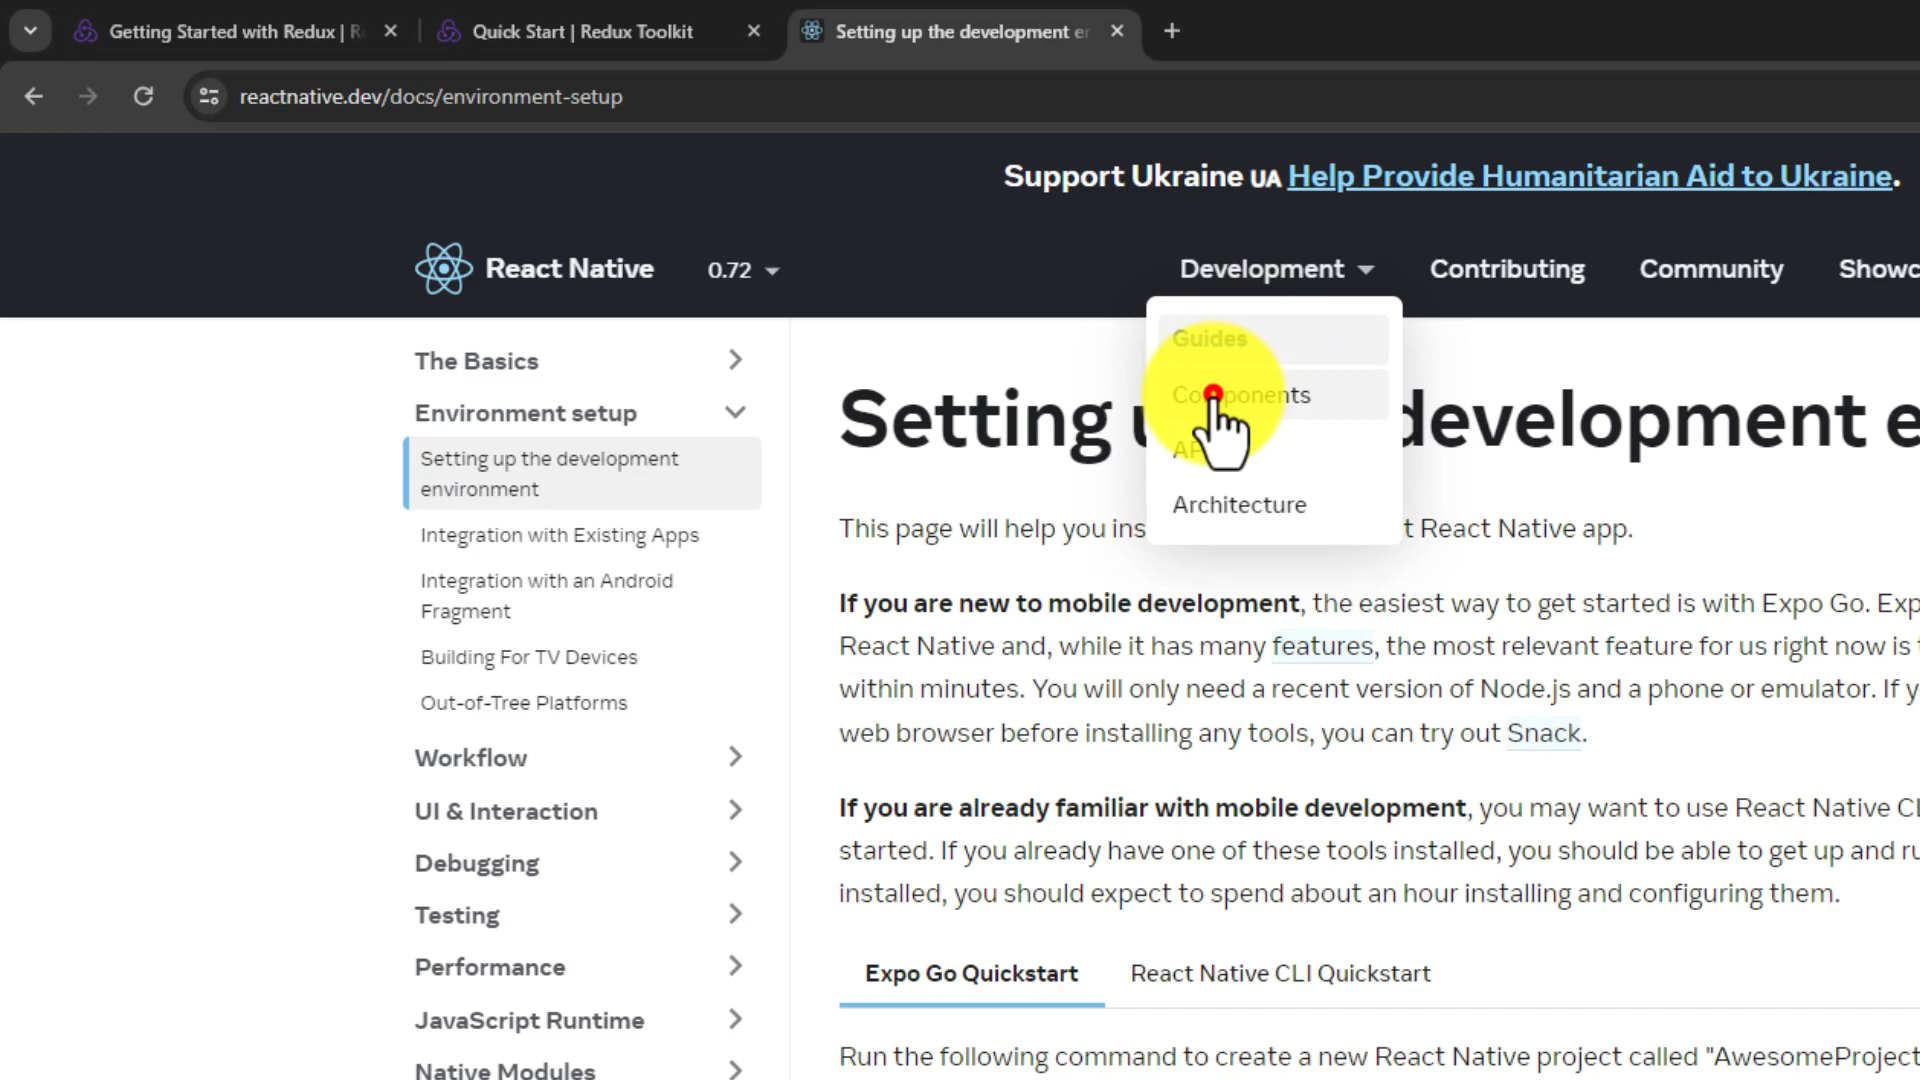 Getting Started with Redux | R
Quick Start | Redux Toolkit
Setting up the development er
reactnative.dev/docs/environment-setup
Support Ukraine UA Help Provide Humanitarian Aid to Ukraine.
React Native
0.72
Development
Contributing
Community
Showc
Guides
Components
AP
Architecture
The Basics
Environment setup
Setting up the development
environment
Integration with Existing Apps
Integration with an Android
Fragment
Building For TV Devices
Out-of-Tree Platforms
Workflow
UI & Interaction
Debugging
Testing
Performance
JavaScript Runtime
Native Modules
Setting u development e
This page will help you ins t React Native app.
If you are new to mobile development, the easiest way to get started is with Expo Go. Exp
React Native and, while it has many features, the most relevant feature for us right now is t
within minutes. You will only need a recent version of Node.js and a phone or emulator. If y
web browser before installing any tools, you can try out Snack.
If you are already familiar with mobile development, you may want to use React Native CL
started. If you already have one of these tools installed, you should be able to get up and ru
installed, you should expect to spend about an hour installing and configuring them.
Expo Go Quickstart
React Native CLI Quickstart
Run the following command to create a new React Native project called "AwesomeProject